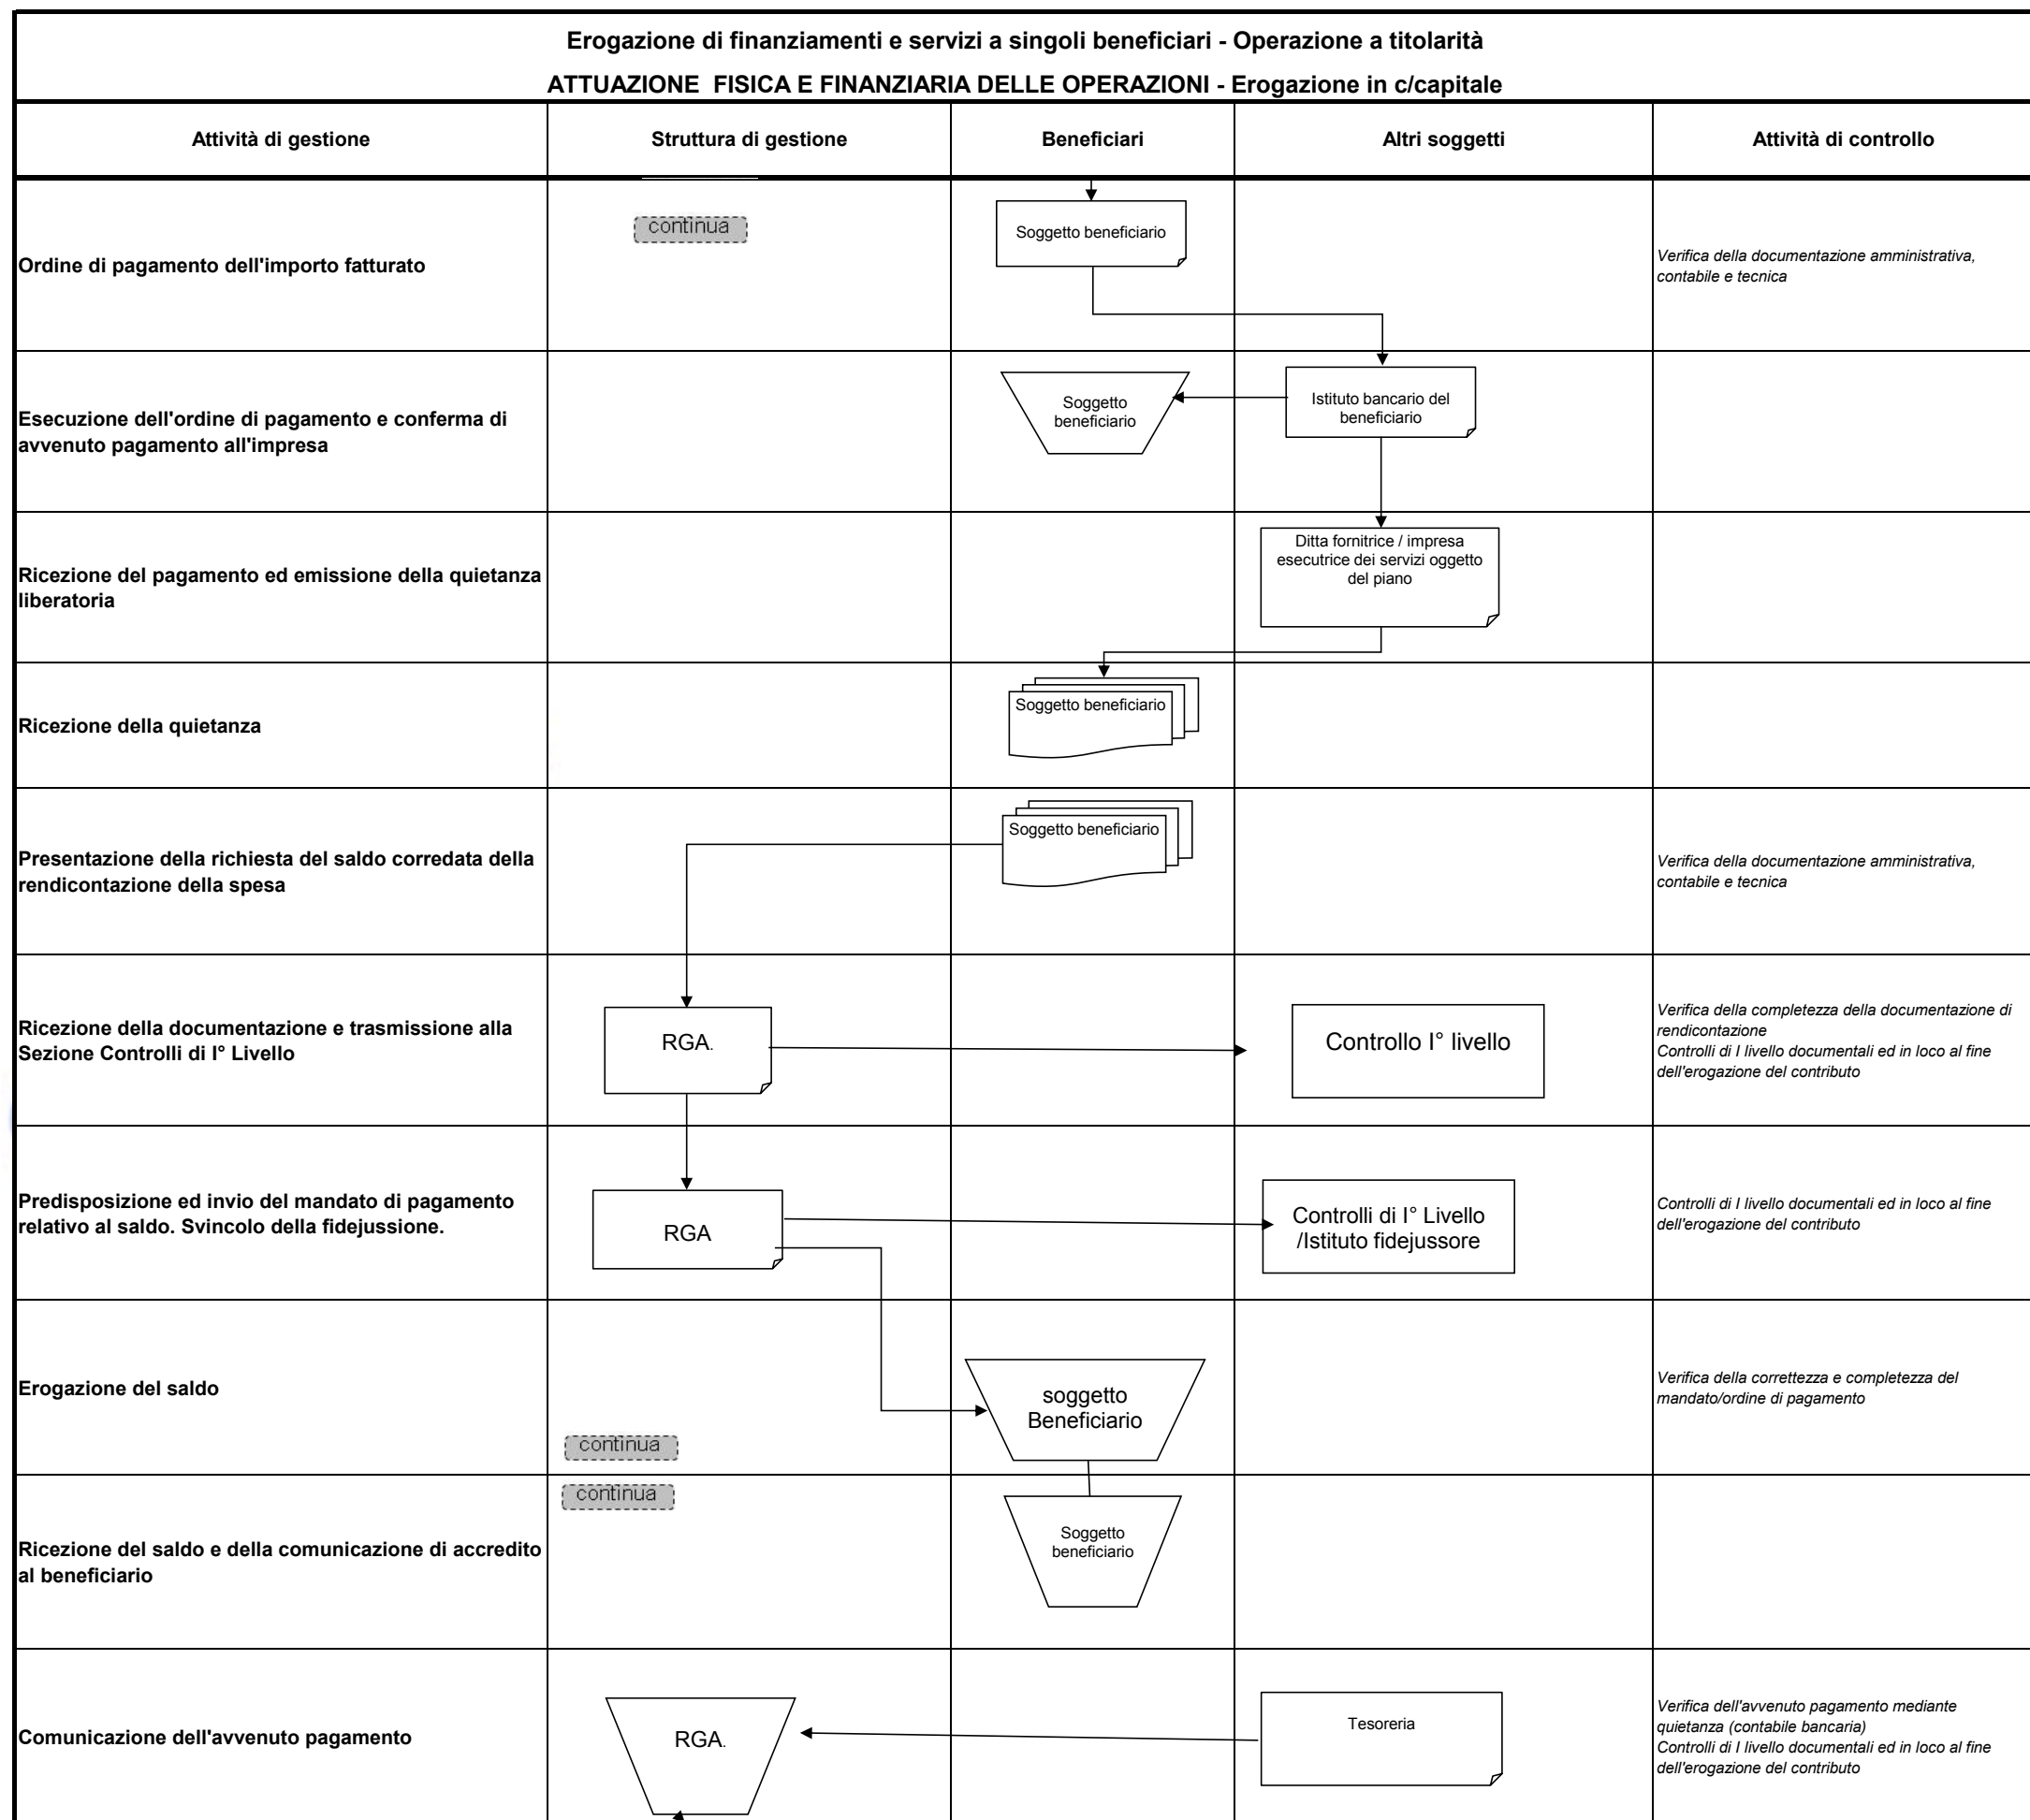 Erogazione di finanziamenti e servizi a singoli beneficiari - Operazione a titolarità
ATTUAZIONE FISICA E FINANZIARIA DELLE OPERAZIONI - Erogazione in c/capitale
Attività di gestione
Struttura di gestione
Beneficiari
Altri soggetti
Attività di controllo
Ordine di pagamento dell'importo fatturato
continua
Soggetto beneficiario
Verifica della documentazione amministrativa,
contabile e tecnica
Esecuzione dell'ordine di pagamento e conferma di
avvenuto pagamento all'impresa
Soggetto
beneficiario
Istituto bancario del
beneficiario
Ricezione del pagamento ed emissione della quietanza
liberatoria
Ditta fornitrice / impresa
esecutrice dei servizi oggetto
del piano
Ricezione della quietanza
Soggetto beneficiario
Presentazione della richiesta del saldo corredata della
rendicontazione della spesa
Soggetto beneficiario
Verifica della documentazione amministrativa,
contabile e tecnica
Ricezione della documentazione e trasmissione alla
Sezione Controlli di I° Livello
RGA.
Controllo I° livello
Verifica della completezza della documentazione di
rendicontazione
Controlli di I livello documentali ed in loco al fine
dell'erogazione del contributo
Predisposizione ed invio del mandato di pagamento
relativo al saldo. Svincolo della fidejussione.
RGA
Controlli di I° Livello
/Istituto fidejussore
Controlli di I livello documentali ed in loco al fine
dell'erogazione del contributo
Erogazione del saldo
continua
soggetto
Beneficiario
Verifica della correttezza e completezza del
mandato/ordine di pagamento
Ricezione del saldo e della comunicazione di accredito
al beneficiario
continua
Soggetto
beneficiario
Comunicazione dell'avvenuto pagamento
RGA.
Tesoreria
Verifica dell'avvenuto pagamento mediante
quietanza (contabile bancaria)
Controlli di I livello documentali ed in loco al fine
dell'erogazione del contributo